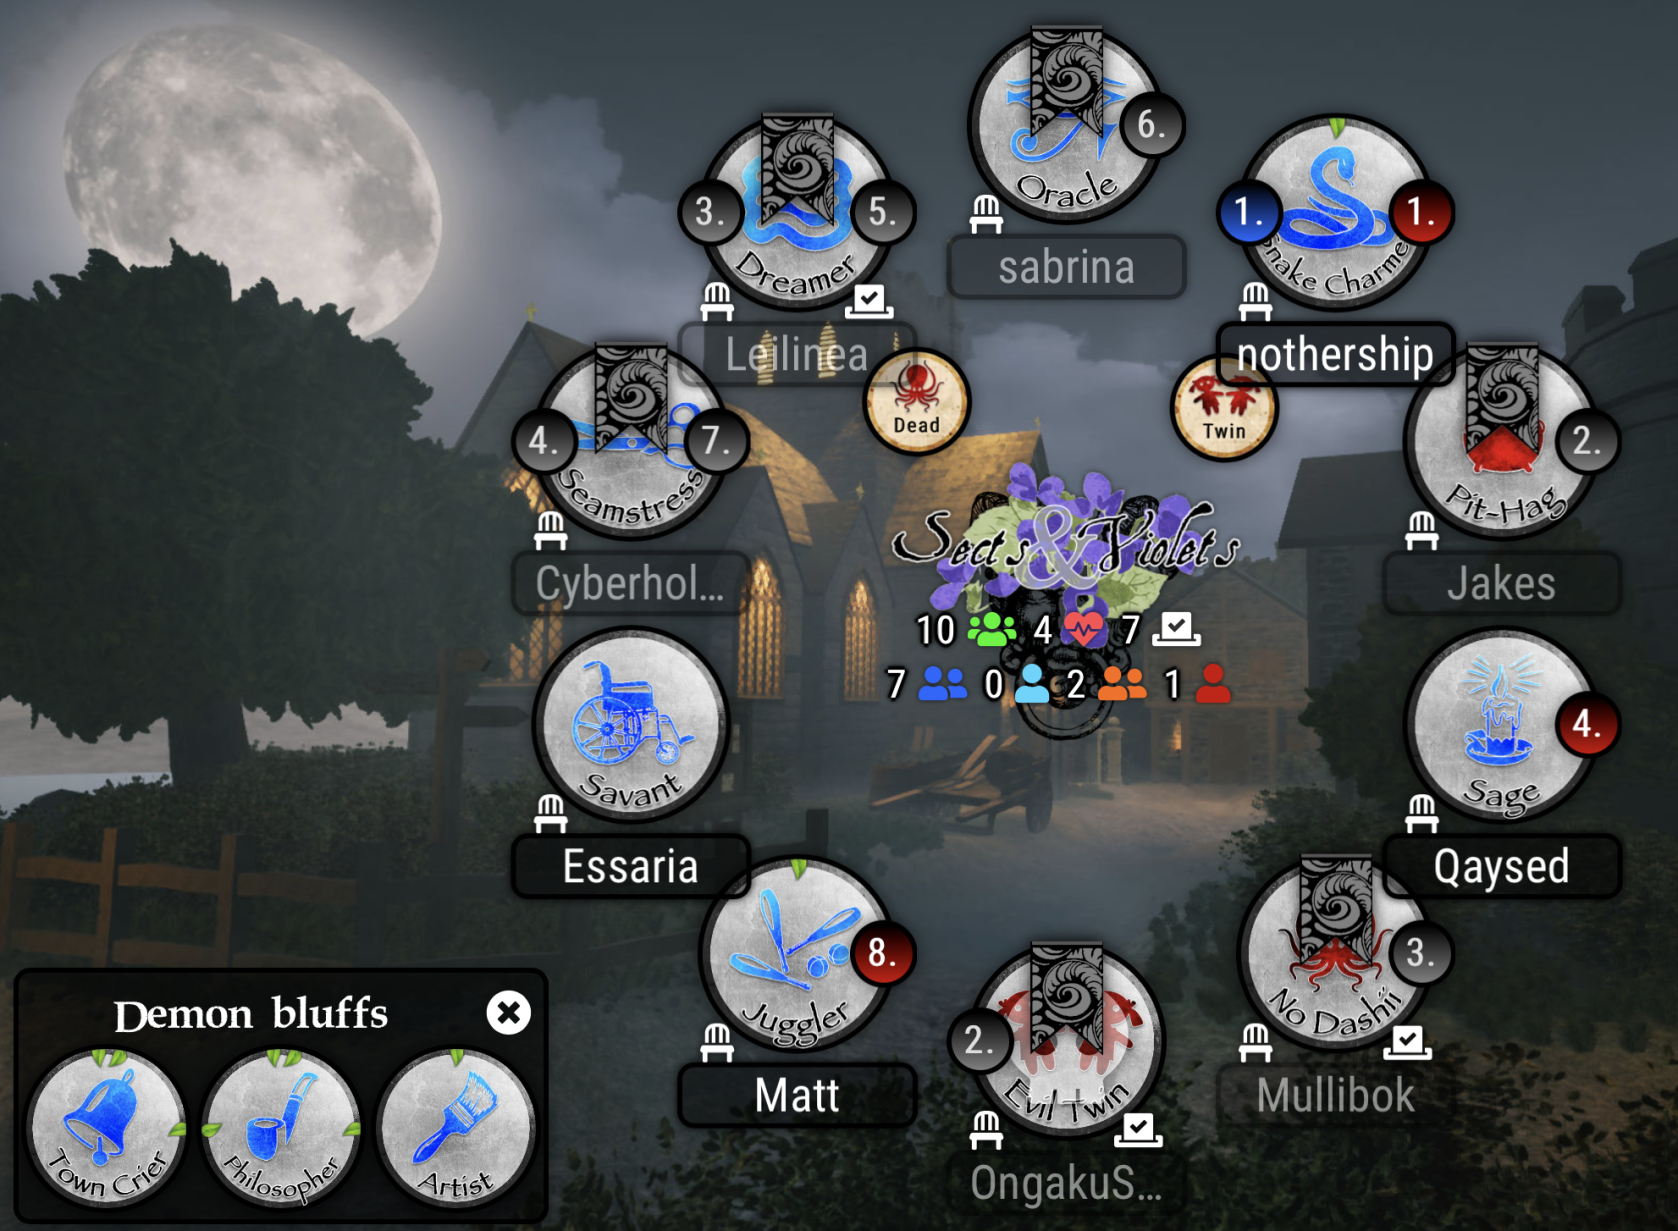 6.
Oracle
sabrina
3.
5.
Dreamer
Leilinea
Dead
1.
1.
Snake Charmer
nothership
Twin
4.
7.
Seamstress
Cyberhol...
2.
Pit-Hag
Jakes
Sects & Violets
10 4 7
7 0 2 1
Savant
Essaria
4.
Sage
Qaysed
8.
Juggler
Matt
2.
Evil Twin
OngakuS...
3.
No Dashii
Mullibok
Demon bluffs
Town Crier
Philosopher
Artist